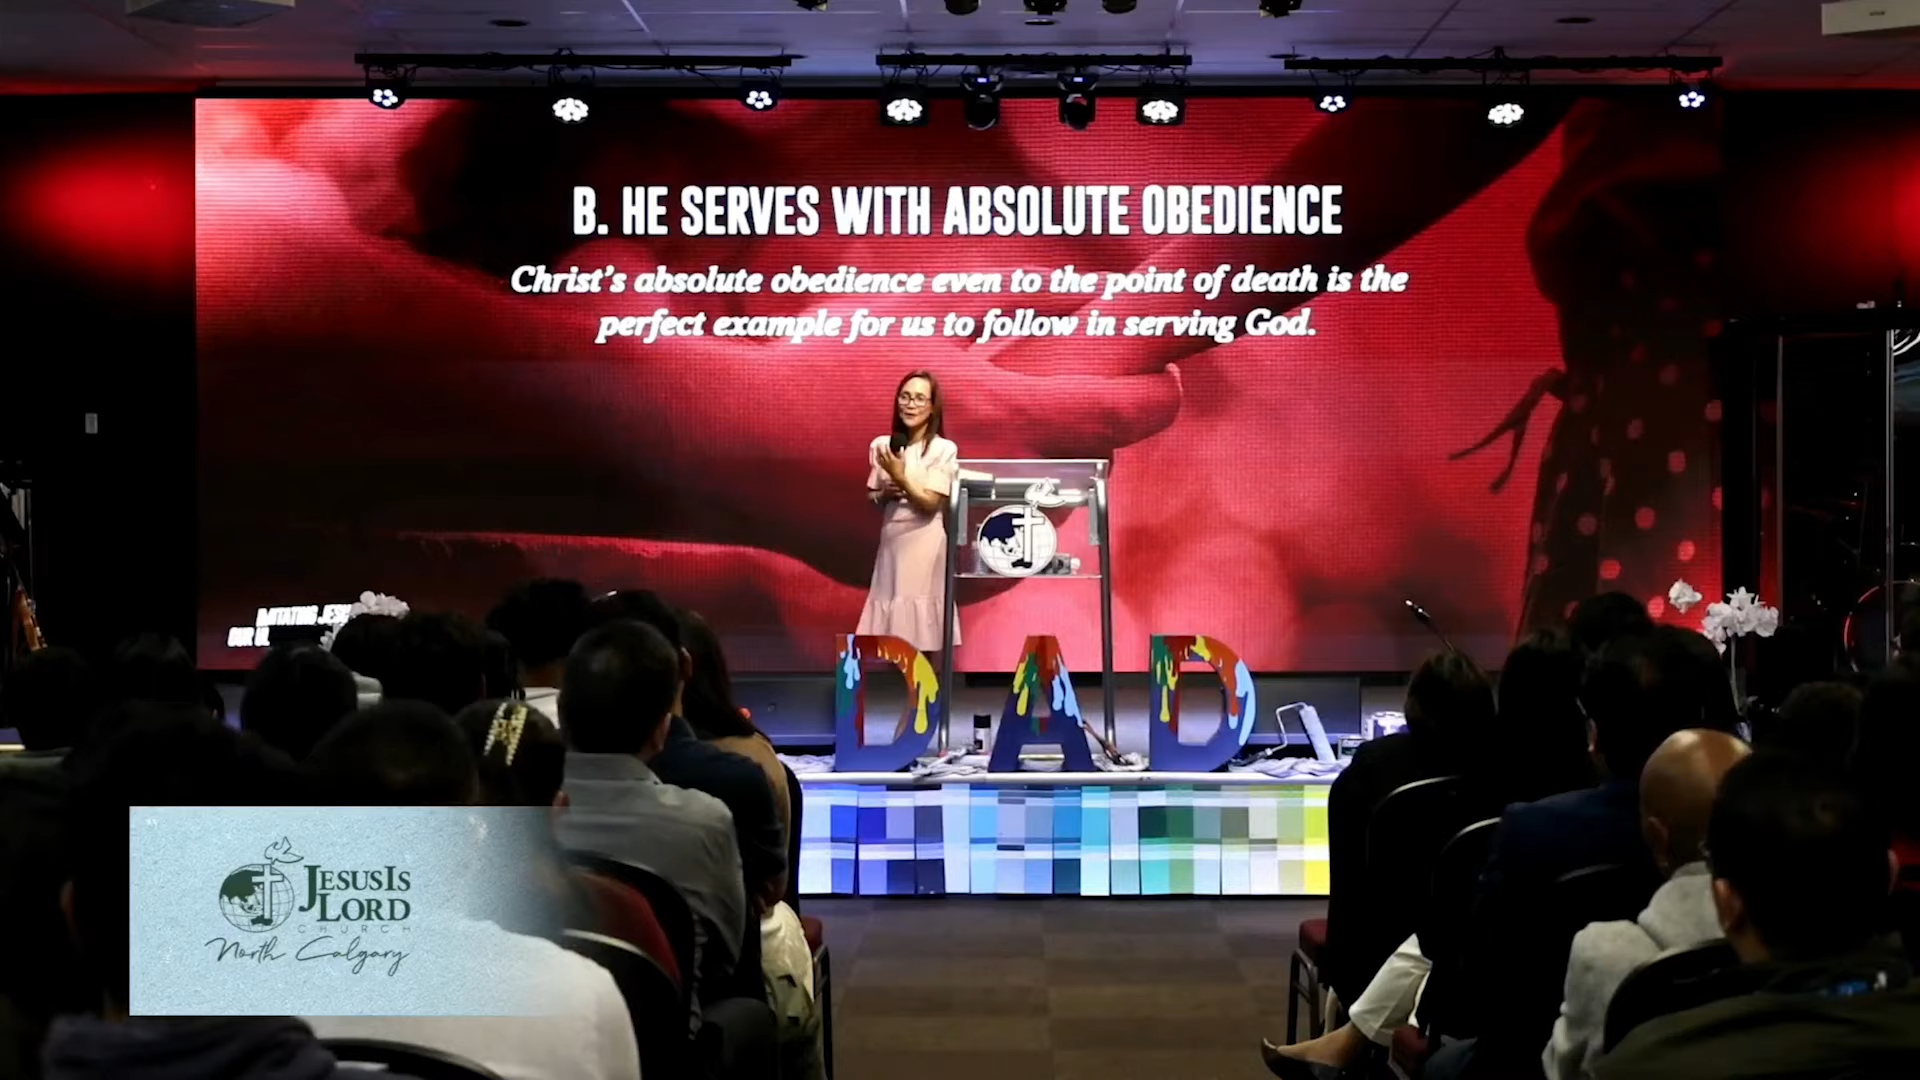 B. HE SERVES WITH ABSOLUTE OBEDIENCE
Christ's absolute obedience even to the point of death is the
perfect example for us to follow in serving God.
DAD
JESUS IS
LORD
CHURCH
North Calgary